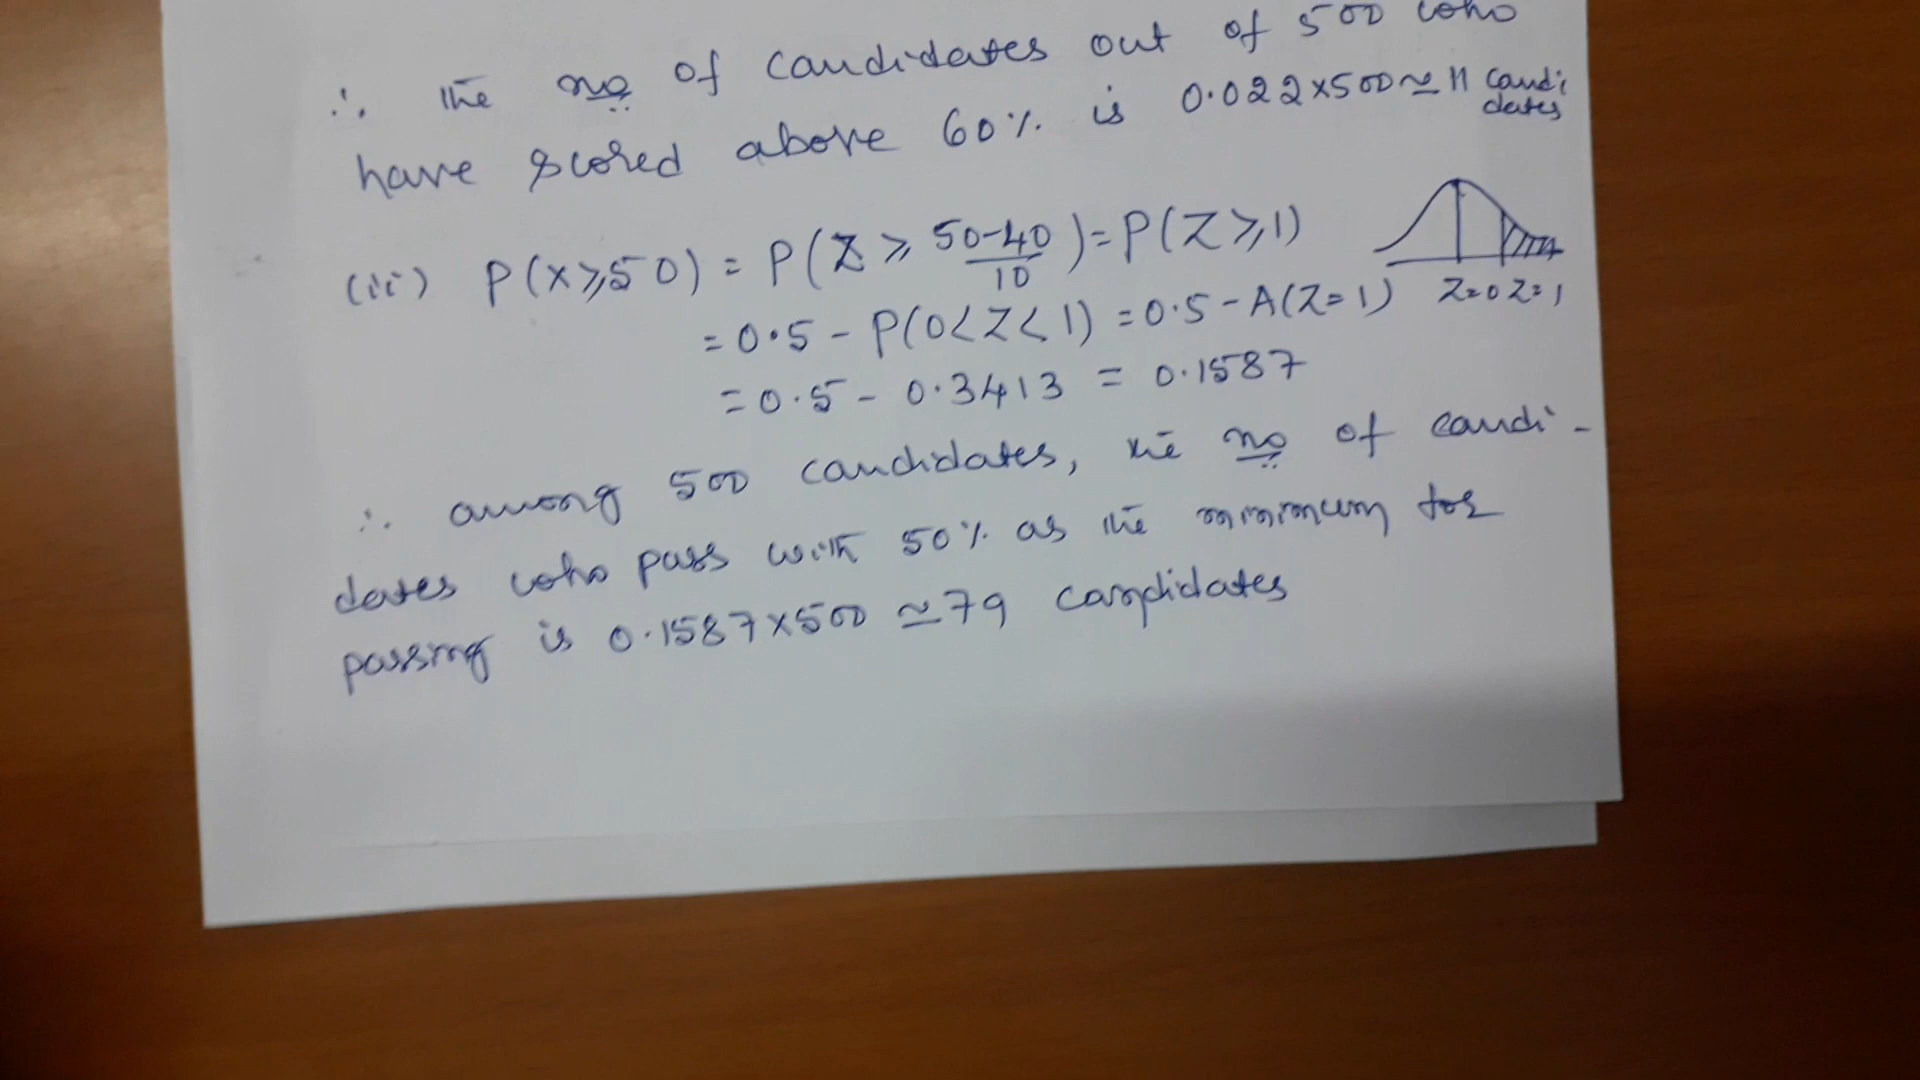 ∴ the no of candidates out of 500 who
have scored above 60% is 0.022×500≃11 candi
dates
(ii) P(X≥50) = P(Z ≥ (50-40)/10) = P(Z≥1)
= 0.5 - P(0<Z<1) = 0.5 - A(Z=1)
Z=0 Z=1
= 0.5 - 0.3413 = 0.1587
∴ among 500 candidates, the no of candi-
dates who pass with 50% as the minimum for
passing is 0.1587×500 ≃79 candidates